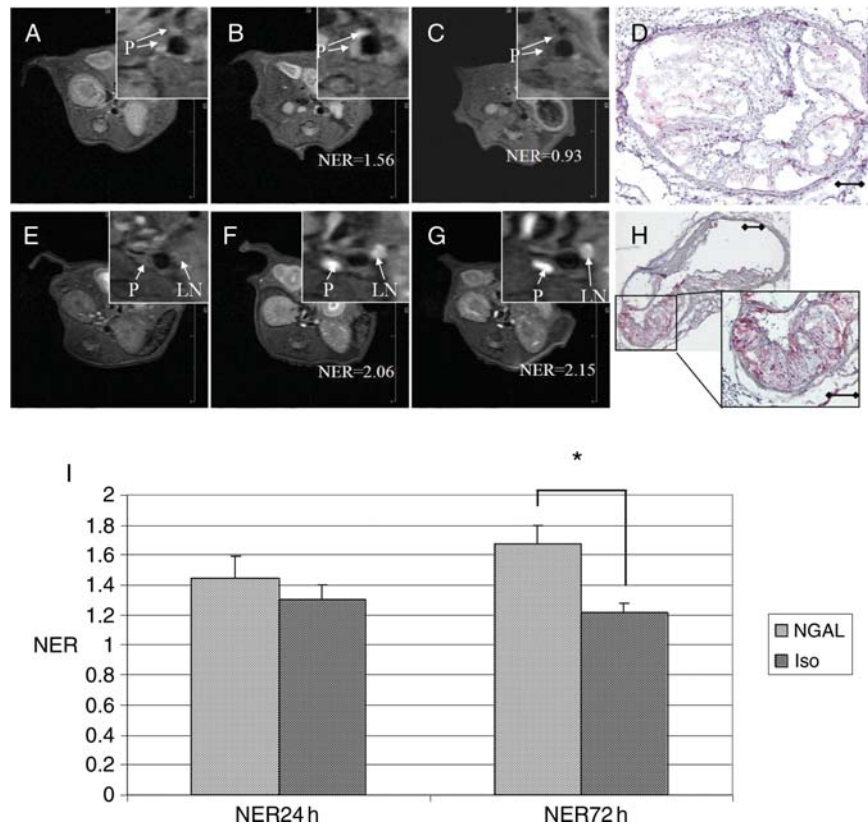 A
P
B
P
NER=1.56
C
P
NER=0.93
D
E
P
LN
F
P
LN
NER=2.06
G
P
LN
NER=2.15
H
I
*
2
1.8
1.6
1.4
1.2
1
0.8
0.6
0.4
0.2
0
NER
NER24 h
NER72 h
NGAL
Iso